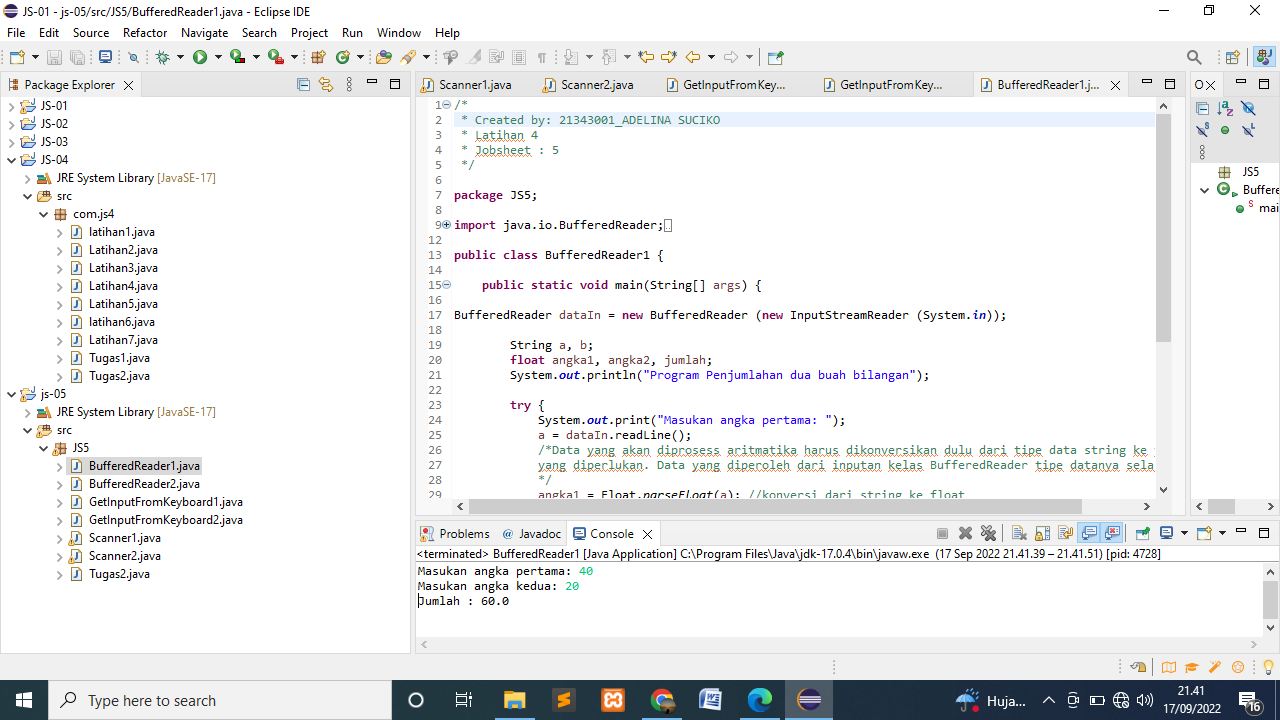 JS-01 - js-05/src/JS5/BufferedReader1.java - Eclipse IDE
File Edit Source Refactor Navigate Search Project Run Window Help
Package Explorer
JS-01
JS-02
JS-03
JS-04
JRE System Library [JavaSE-17]
src
com.js4
latihan1.java
Latihan2.java
Latihan3.java
Latihan4.java
Latihan5.java
latihan6.java
Latihan7.java
Tugas1.java
Tugas2.java
js-05
JRE System Library [JavaSE-17]
src
JS5
BufferedReader1.java
BufferedReader2.java
GetInputFromKeyboard1.java
GetInputFromKeyboard2.java
Scanner1.java
Scanner2.java
Tugas2.java
Scanner1.java Scanner2.java GetInputFromKey... GetInputFromKey... BufferedReader1.j...
1 /*
2 * Created by: 21343001_ADELINA SUCIKO
3 * Latihan 4
4 * Jobsheet : 5
5 */
6
7 package JS5;
8
9 import java.io.BufferedReader;
12
13 public class BufferedReader1 {
14
15 public static void main(String[] args) {
16
17 BufferedReader dataIn = new BufferedReader (new InputStreamReader (System.in));
18
19 String a, b;
20 float angka1, angka2, jumlah;
21 System.out.println("Program Penjumlahan dua buah bilangan");
22
23 try {
24 System.out.print("Masukan angka pertama: ");
25 a = dataIn.readLine();
26 /*Data yang akan diprosess aritmatika harus dikonversikan dulu dari tipe data string ke
27 yang diperlukan. Data yang diperoleh dari inputan kelas BufferedReader tipe datanya sela
28 */
29 angka1 = Float.parseFloat(a); //konversi dari string ke float
O
JS5
Buffere
S mai
Problems @ Javadoc Console
<terminated> BufferedReader1 [Java Application] C:\Program Files\Java\jdk-17.0.4\bin\javaw.exe (17 Sep 2022 21.41.39 – 21.41.51) [pid: 4728]
Masukan angka pertama: 40
Masukan angka kedua: 20
Jumlah : 60.0
Type here to search
Huja...
21.41
17/09/2022
16